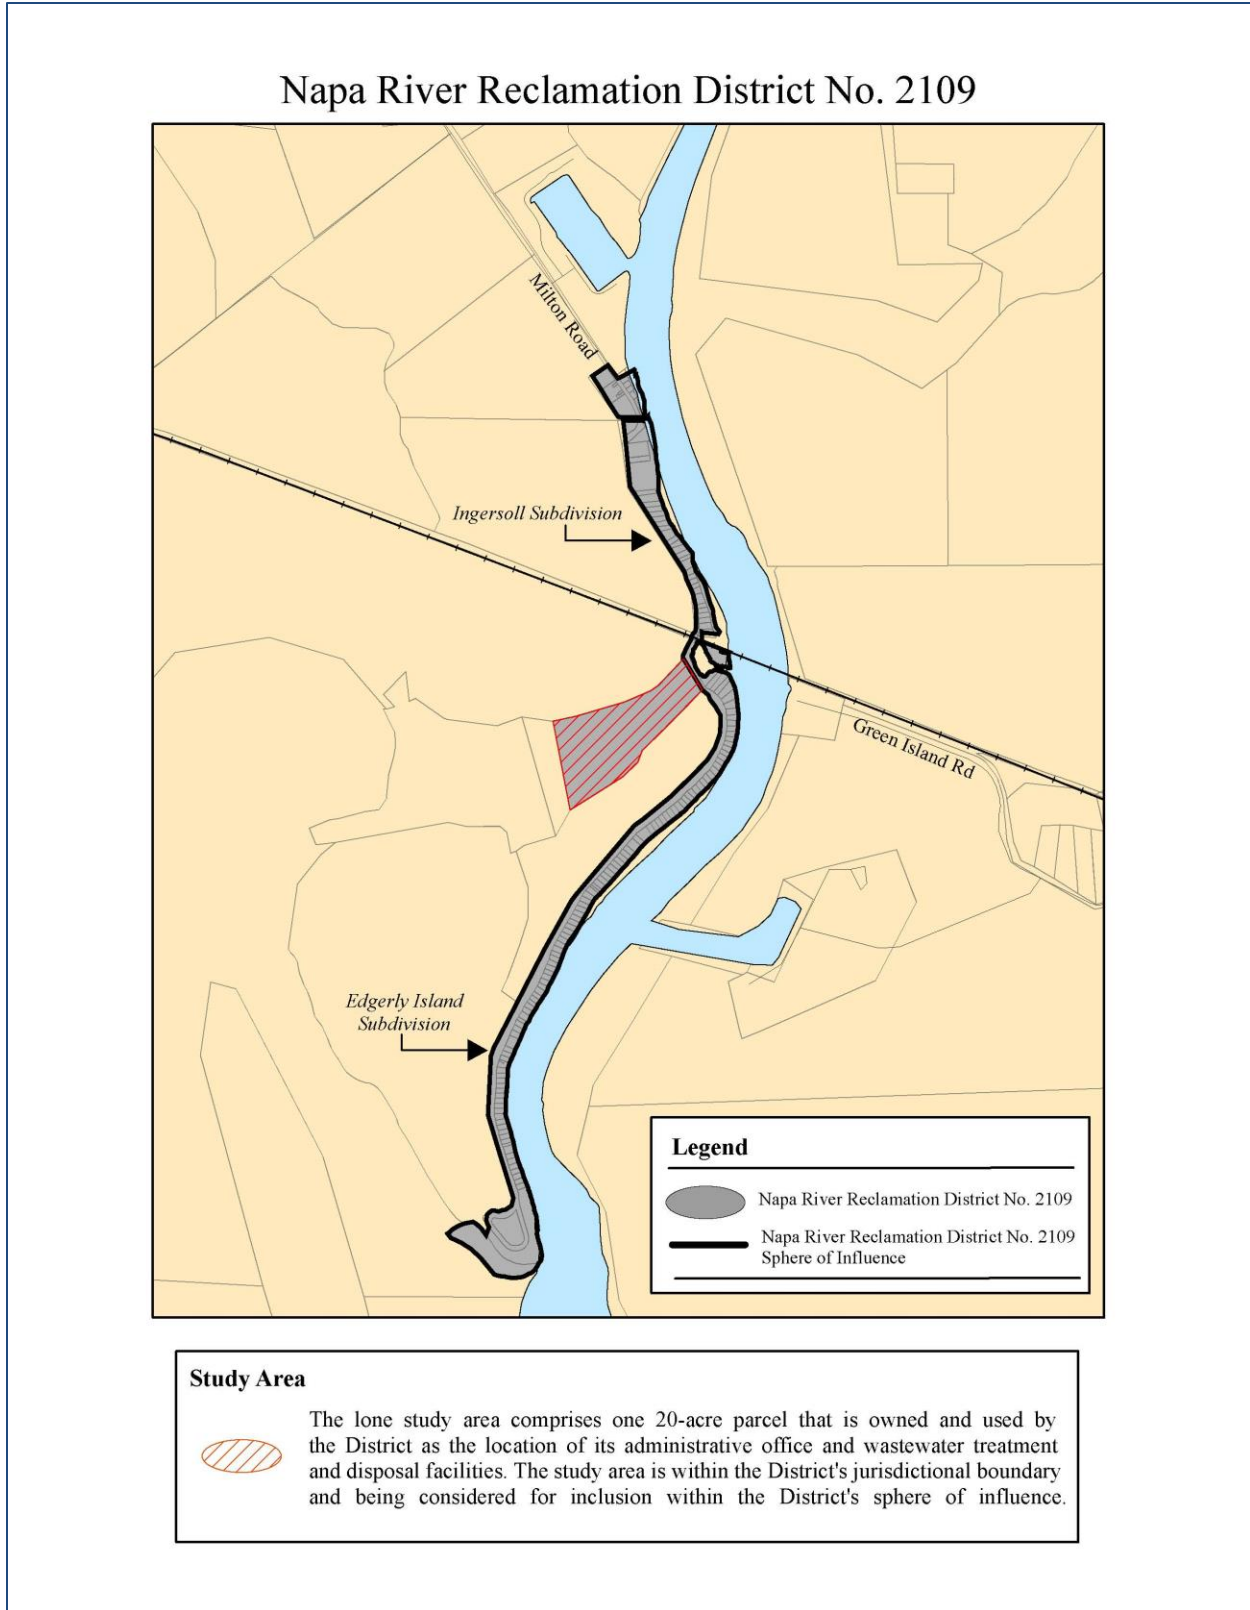 Napa River Reclamation District No. 2109
Milton Road
Ingersoll Subdivision
Green Island Rd
Edgerly Island
Subdivision
Legend
Napa River Reclamation District No. 2109
Napa River Reclamation District No. 2109
Sphere of Influence
Study Area
The lone study area comprises one 20-acre parcel that is owned and used by
the District as the location of its administrative office and wastewater treatment
and disposal facilities. The study area is within the District's jurisdictional boundary
and being considered for inclusion within the District's sphere of influence.